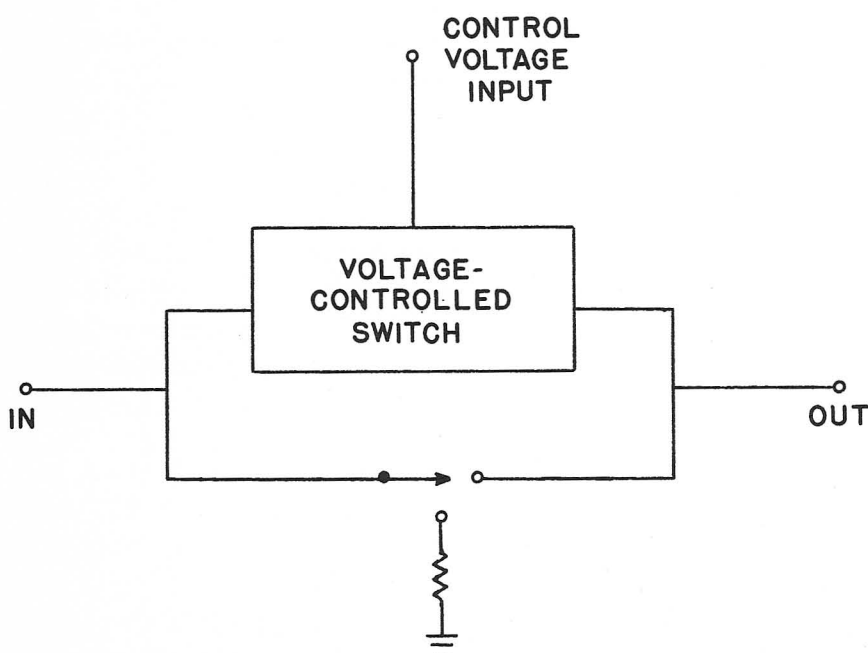 CONTROL
VOLTAGE
INPUT
VOLTAGE-
CONTROLLED
SWITCH
IN
OUT